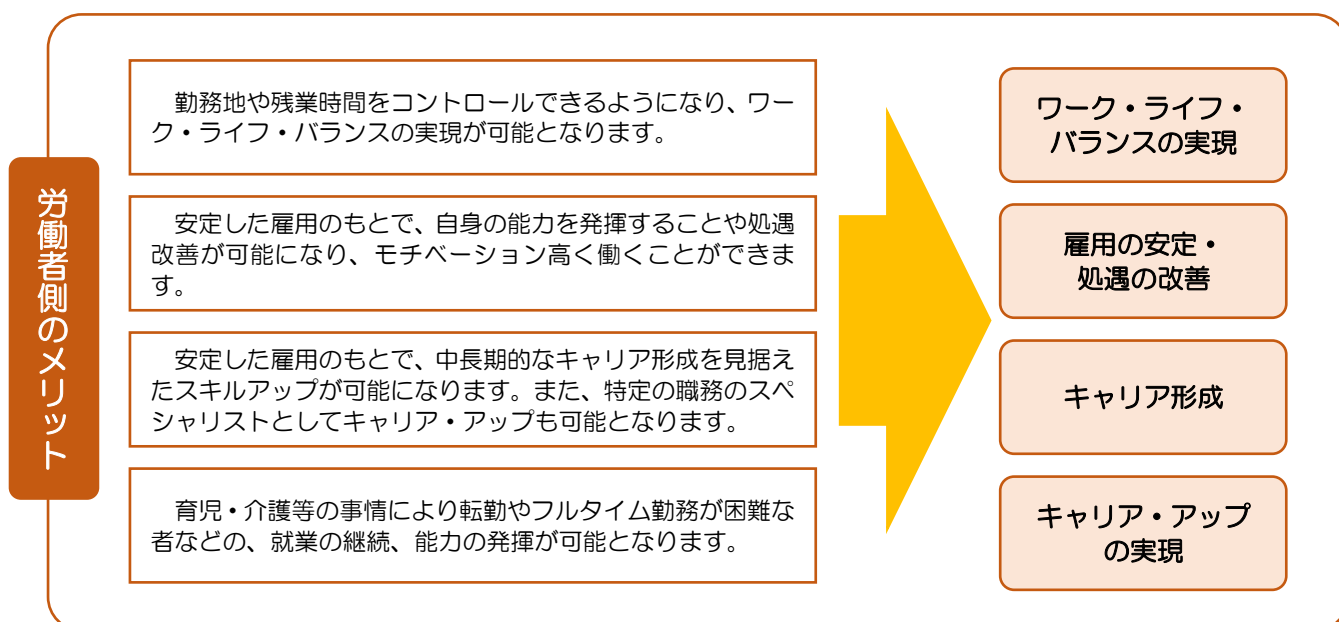 労働者側のメリット
勤務地や残業時間をコントロールできるようになり、ワー
ク・ライフ・バランスの実現が可能となります。
安定した雇用のもとで、自身の能力を発揮することや処遇
改善が可能になり、モチベーション高く働くことができま
す。
安定した雇用のもとで、中長期的なキャリア形成を見据え
たスキルアップが可能になります。また、特定の職務のスペ
シャリストとしてキャリア・アップも可能となります。
育児・介護等の事情により転勤やフルタイム勤務が困難な
者などの、就業の継続、能力の発揮が可能となります。
ワーク・ライフ・
バランスの実現
雇用の安定・
処遇の改善
キャリア形成
キャリア・アップ
の実現